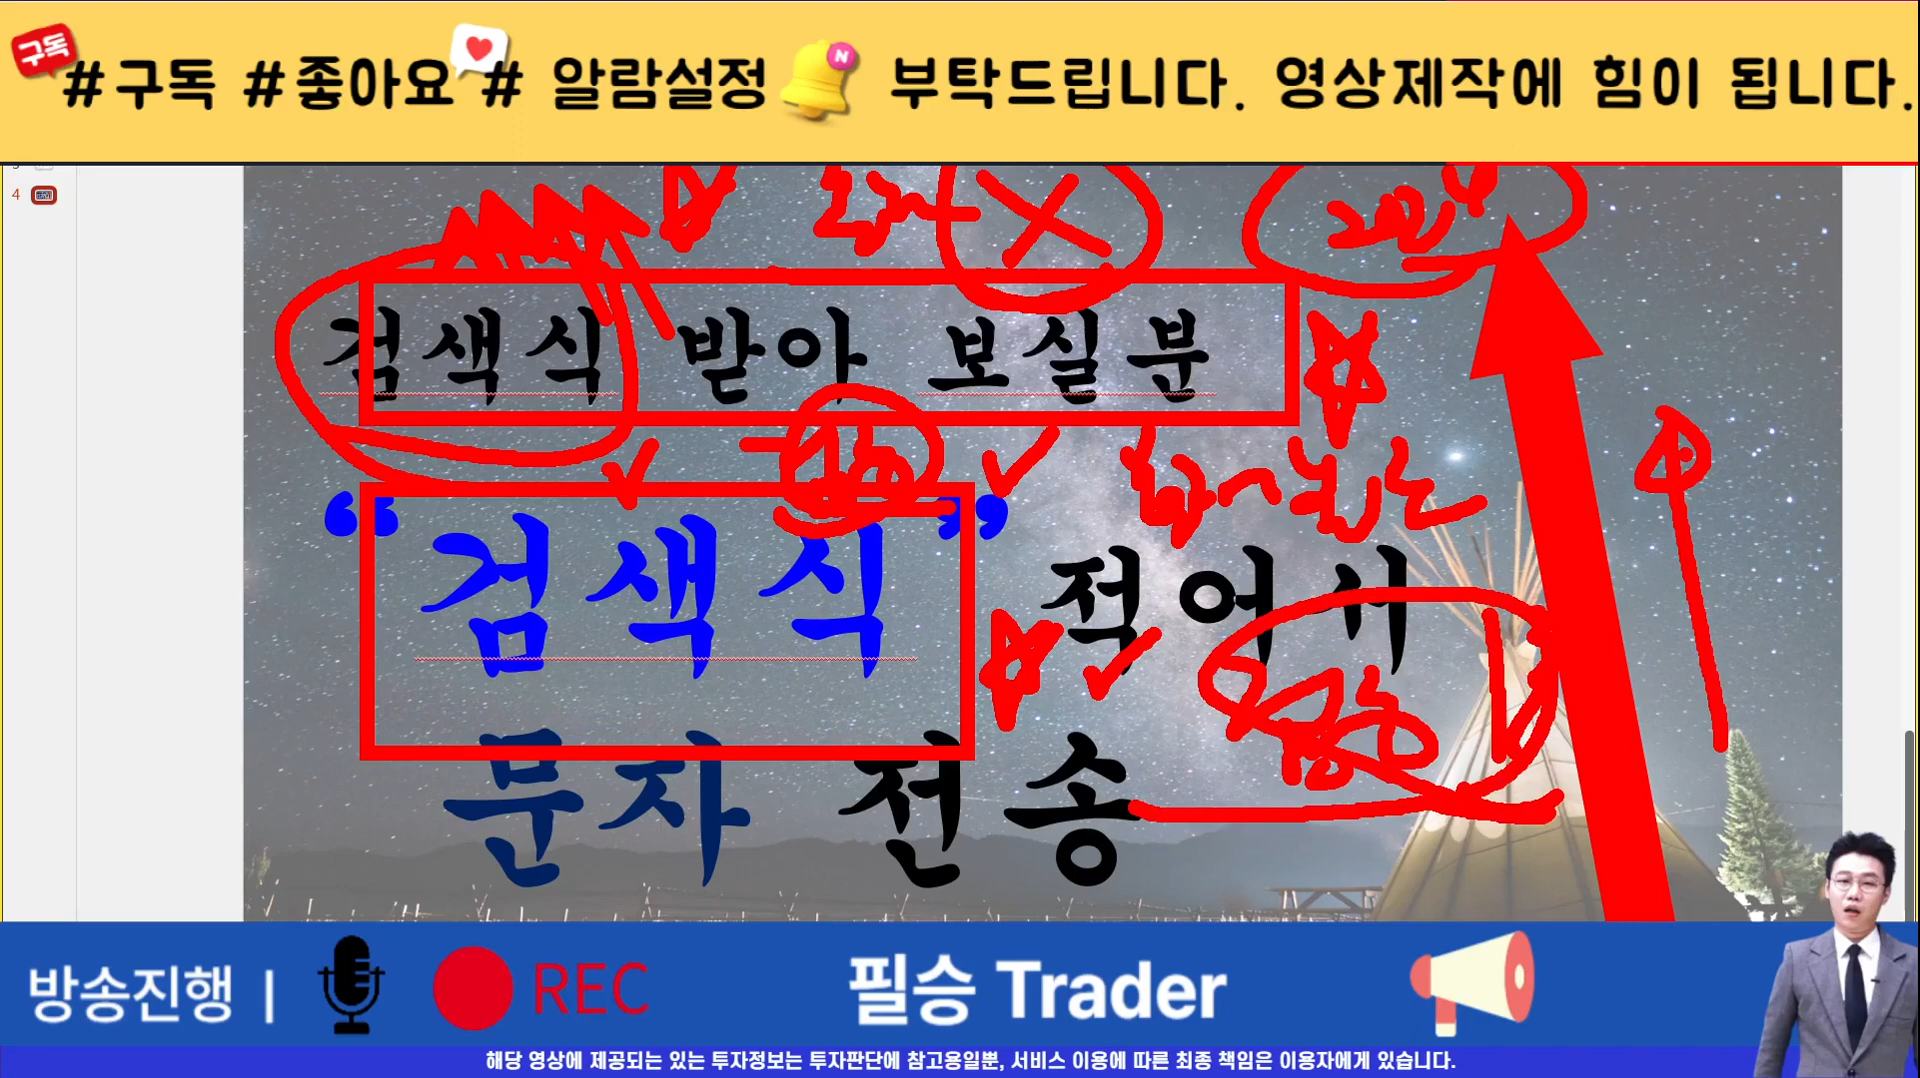 구독
#구독 #좋아요 # 알람설정 N 부탁드립니다. 영상제작에 힘이 됩니다.
4
검색식 받아 보실분
“검색식” 적어서
문자 전송
방송진행 | REC 필승 Trader
해당 영상에 제공되는 있는 투자정보는 투자판단에 참고용일뿐, 서비스 이용에 따른 최종 책임은 이용자에게 있습니다.